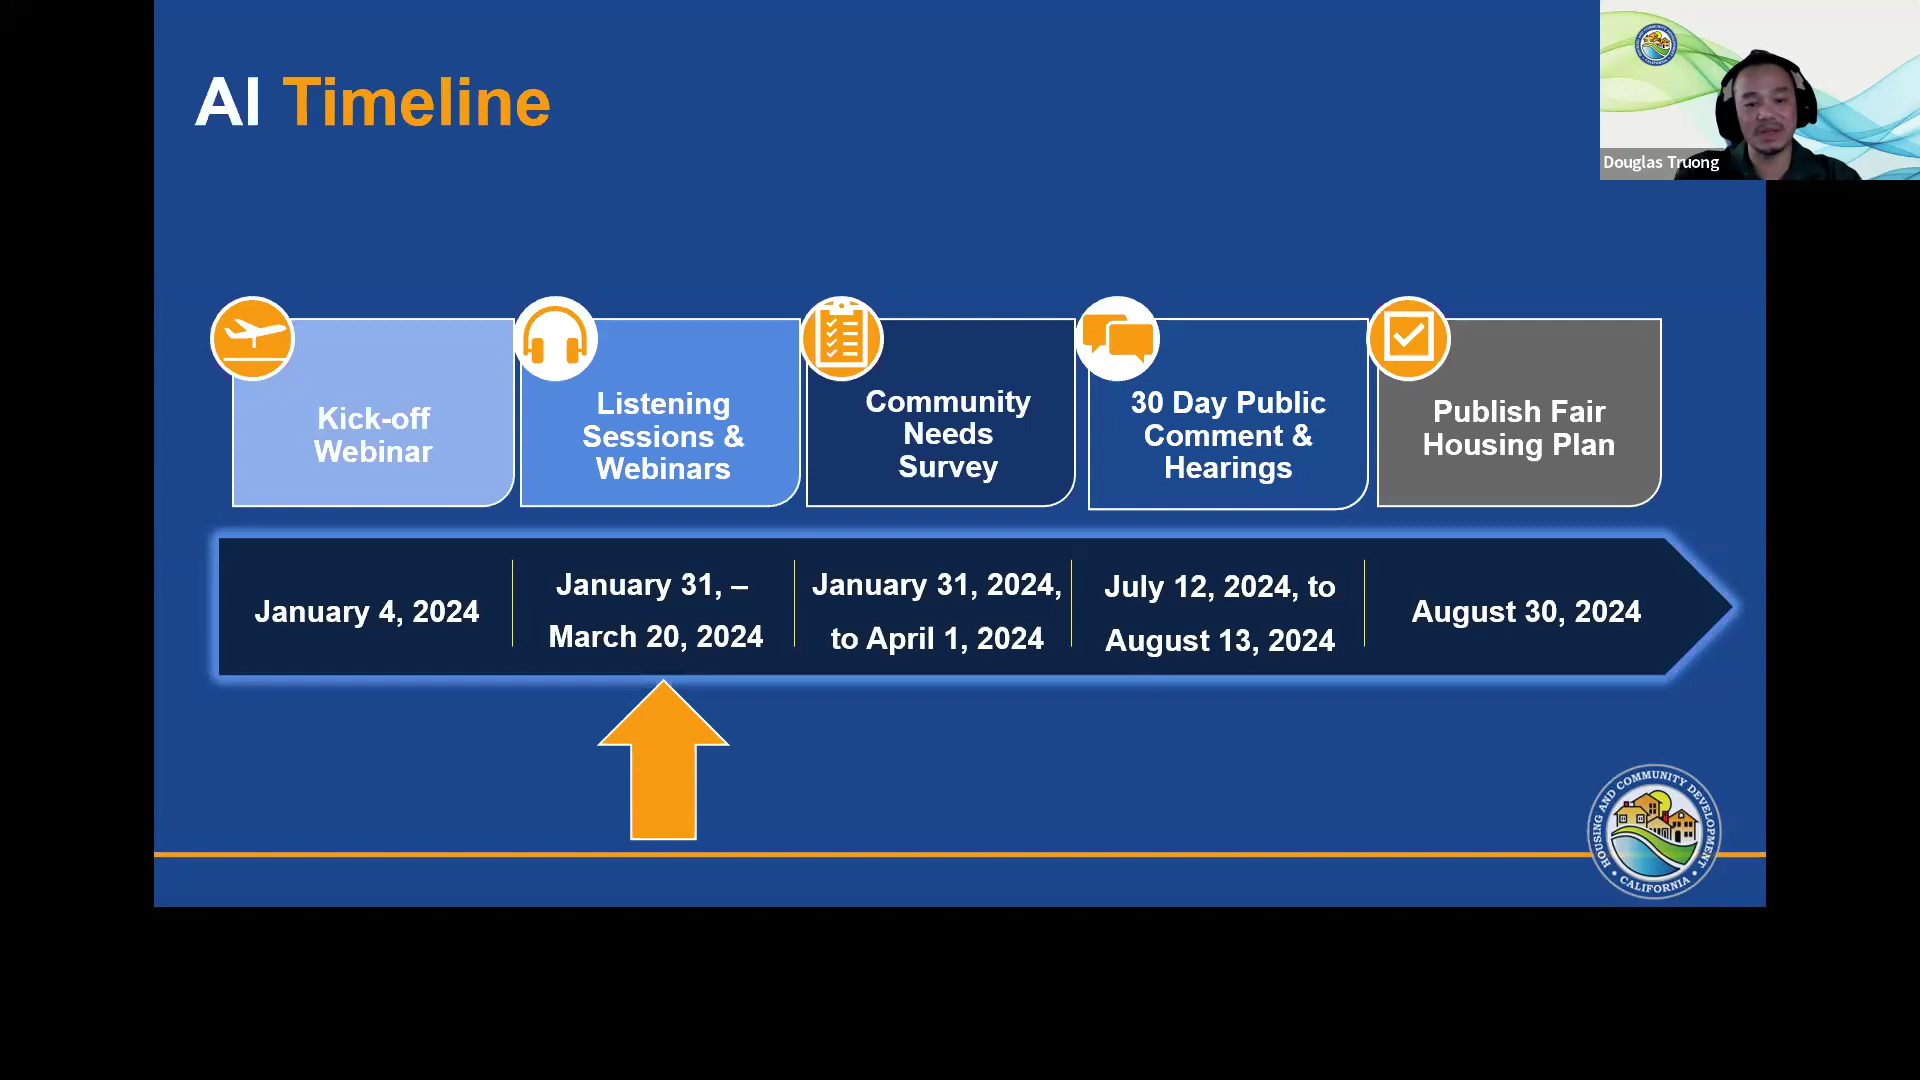 AI Timeline
Douglas Truong
Kick-off
Webinar
Listening
Sessions &
Webinars
Community
Needs
Survey
30 Day Public
Comment &
Hearings
Publish Fair
Housing Plan
January 4, 2024
January 31, –
March 20, 2024
January 31, 2024,
to April 1, 2024
July 12, 2024, to
August 13, 2024
August 30, 2024
HOUSING AND COMMUNITY DEVELOPMENT
• CALIFORNIA •